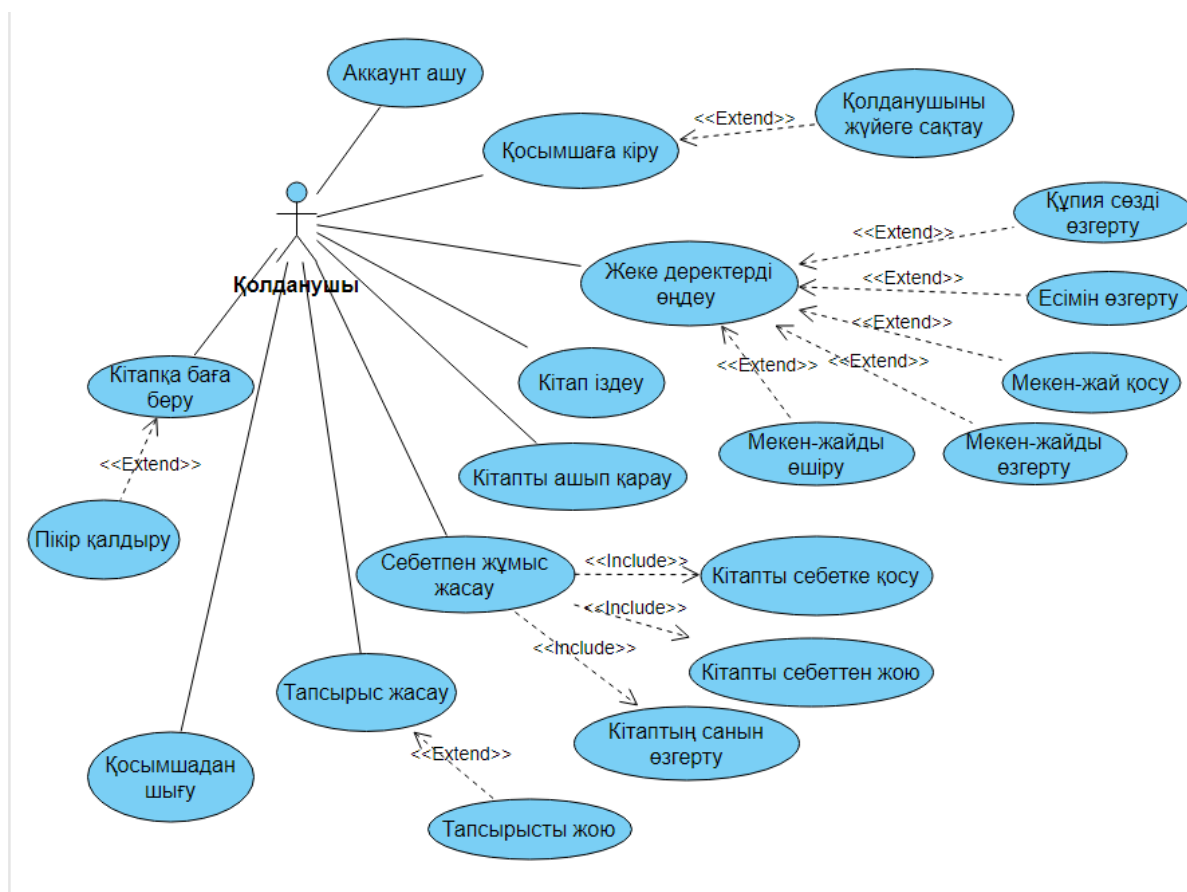 Аккаунт ашу
Қосымшаға кіру
<<Extend>>
Қолданушыны
жүйеге сақтау
Қолданушы
Жеке деректерді
өңдеу
<<Extend>>
Құпия сөзді
өзгерту
<<Extend>>
Есімін өзгерту
<<Extend>>
Мекен-жай қосу
<<Extend>>
Мекен-жайды
өзгерту
<<Extend>>
Мекен-жайды
өшіру
Кітап іздеу
Кітапты ашып қарау
Кітапқа баға
беру
<<Extend>>
Пікір қалдыру
Себетпен жұмыс
жасау
<<Include>>
Кітапты себетке қосу
<<Include>>
Кітапты себеттен жою
<<Include>>
Кітаптың санын
өзгерту
Тапсырыс жасау
<<Extend>>
Тапсырысты жою
Қосымшадан
шығу